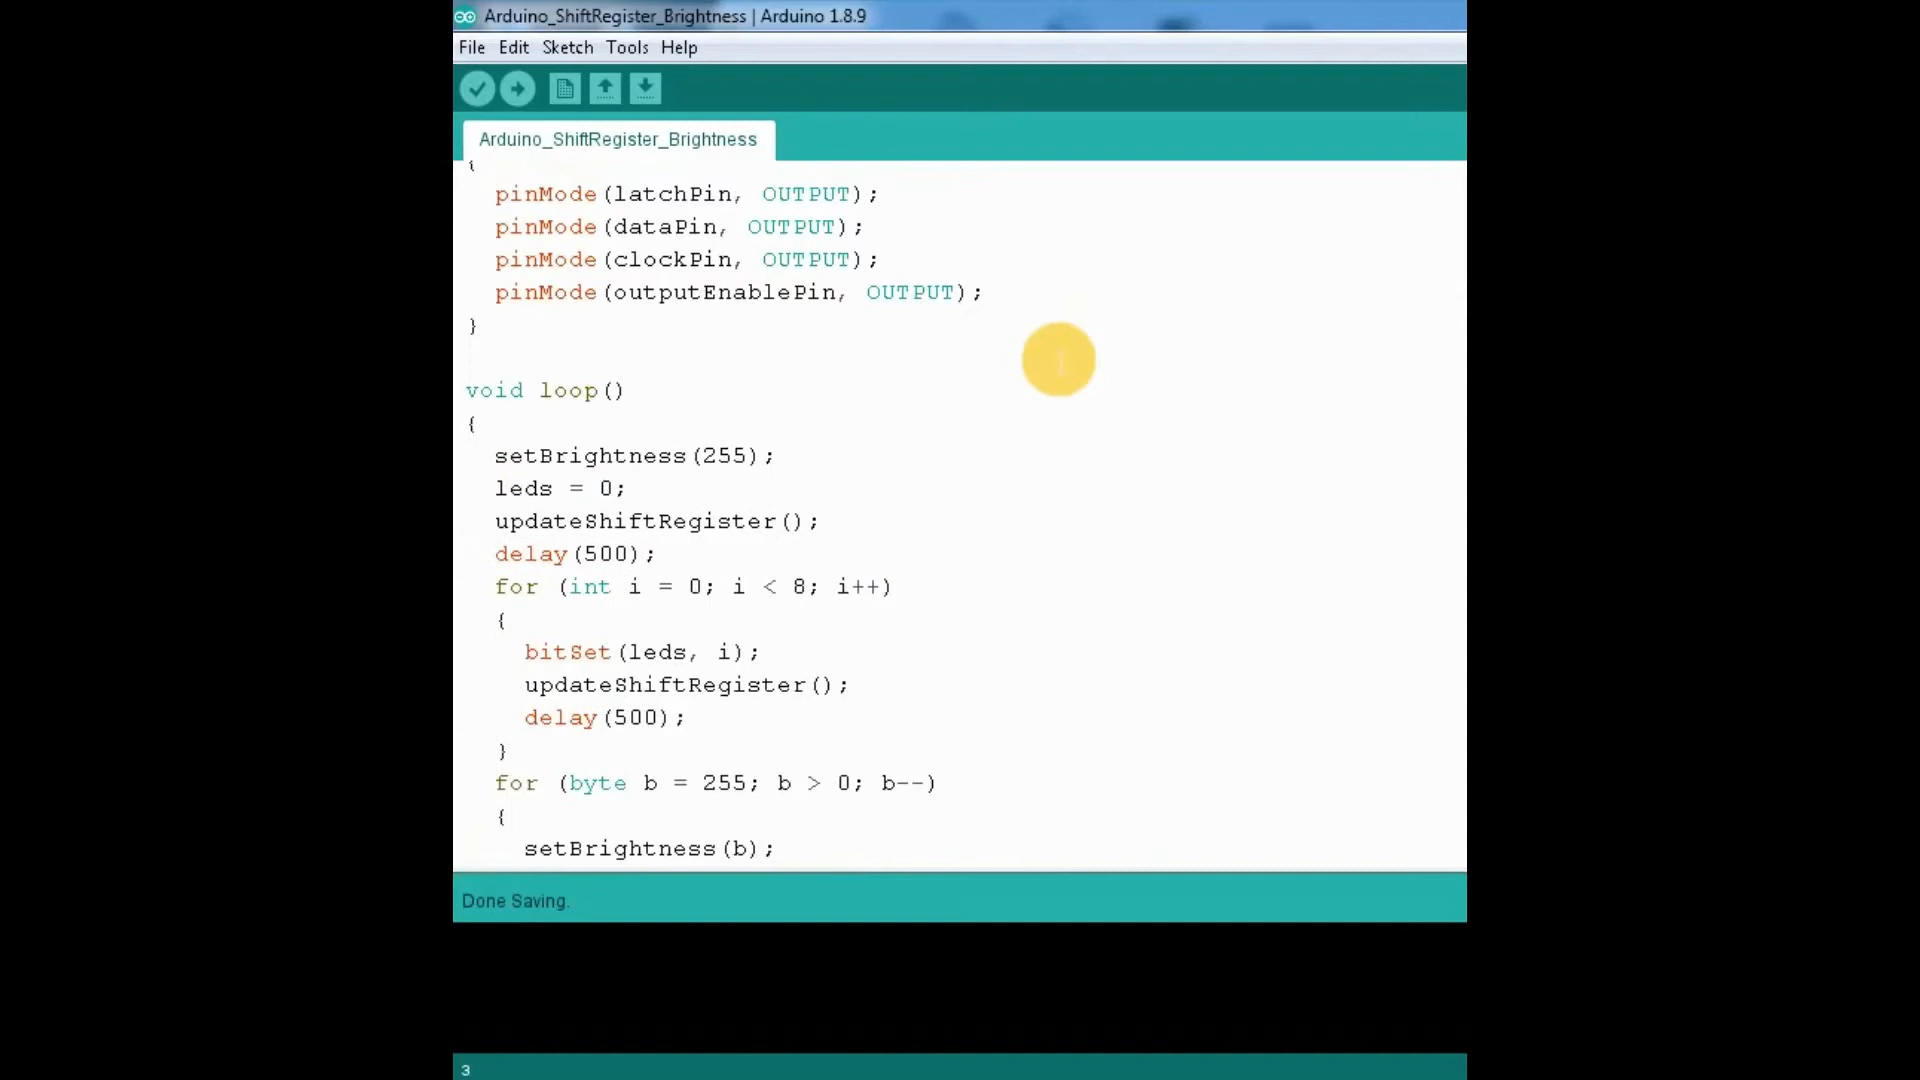 Arduino_ShiftRegister_Brightness | Arduino 1.8.9
File Edit Sketch Tools Help
Arduino_ShiftRegister_Brightness
{
pinMode(latchPin, OUTPUT);
pinMode(dataPin, OUTPUT);
pinMode(clockPin, OUTPUT);
pinMode(outputEnablePin, OUTPUT);
}
void loop()
{
setBrightness(255);
leds = 0;
updateShiftRegister();
delay(500);
for (int i = 0; i < 8; i++)
{
bitSet(leds, i);
updateShiftRegister();
delay(500);
}
for (byte b = 255; b > 0; b--)
{
setBrightness(b);
Done Saving.
3